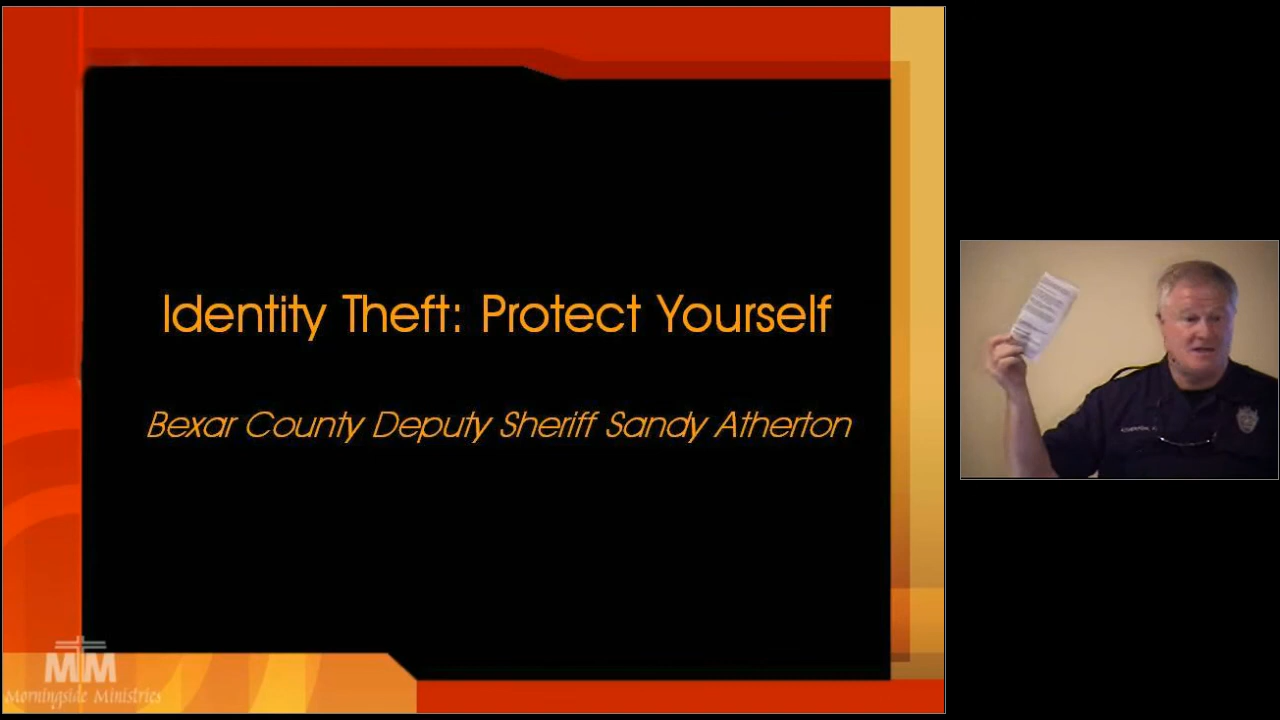 Identity Theft: Protect Yourself
Bexar County Deputy Sheriff Sandy Atherton
MM
Morningside Ministries